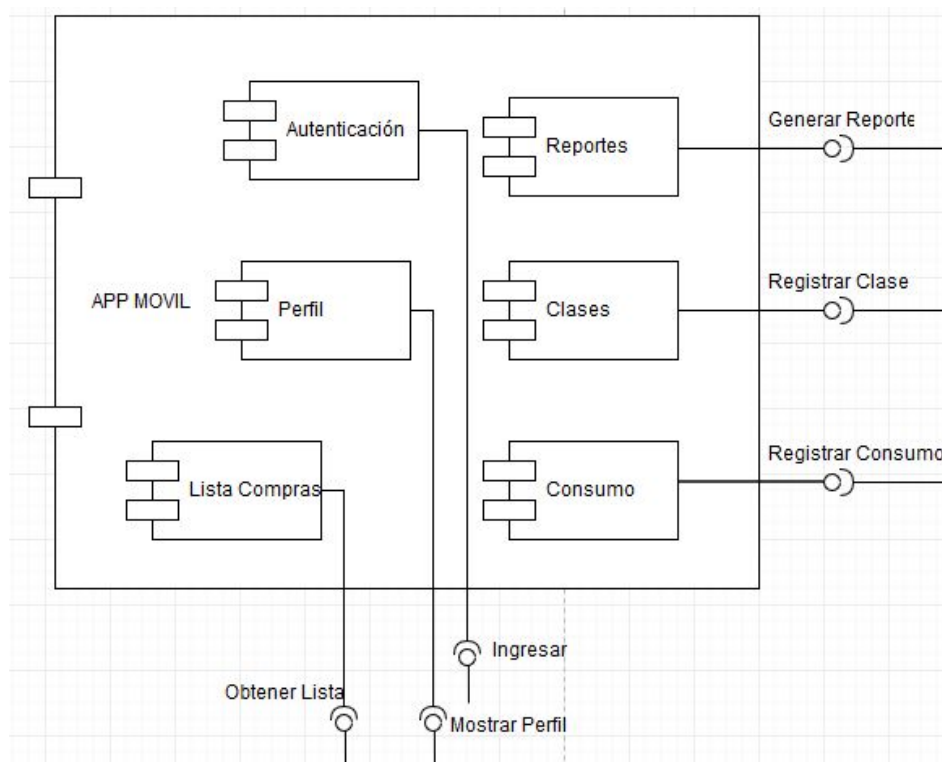 Autenticación
Reportes
Generar Reporte
APP MOVIL
Perfil
Clases
Registrar Clase
Lista Compras
Consumo
Registrar Consumo
Ingresar
Obtener Lista
Mostrar Perfil